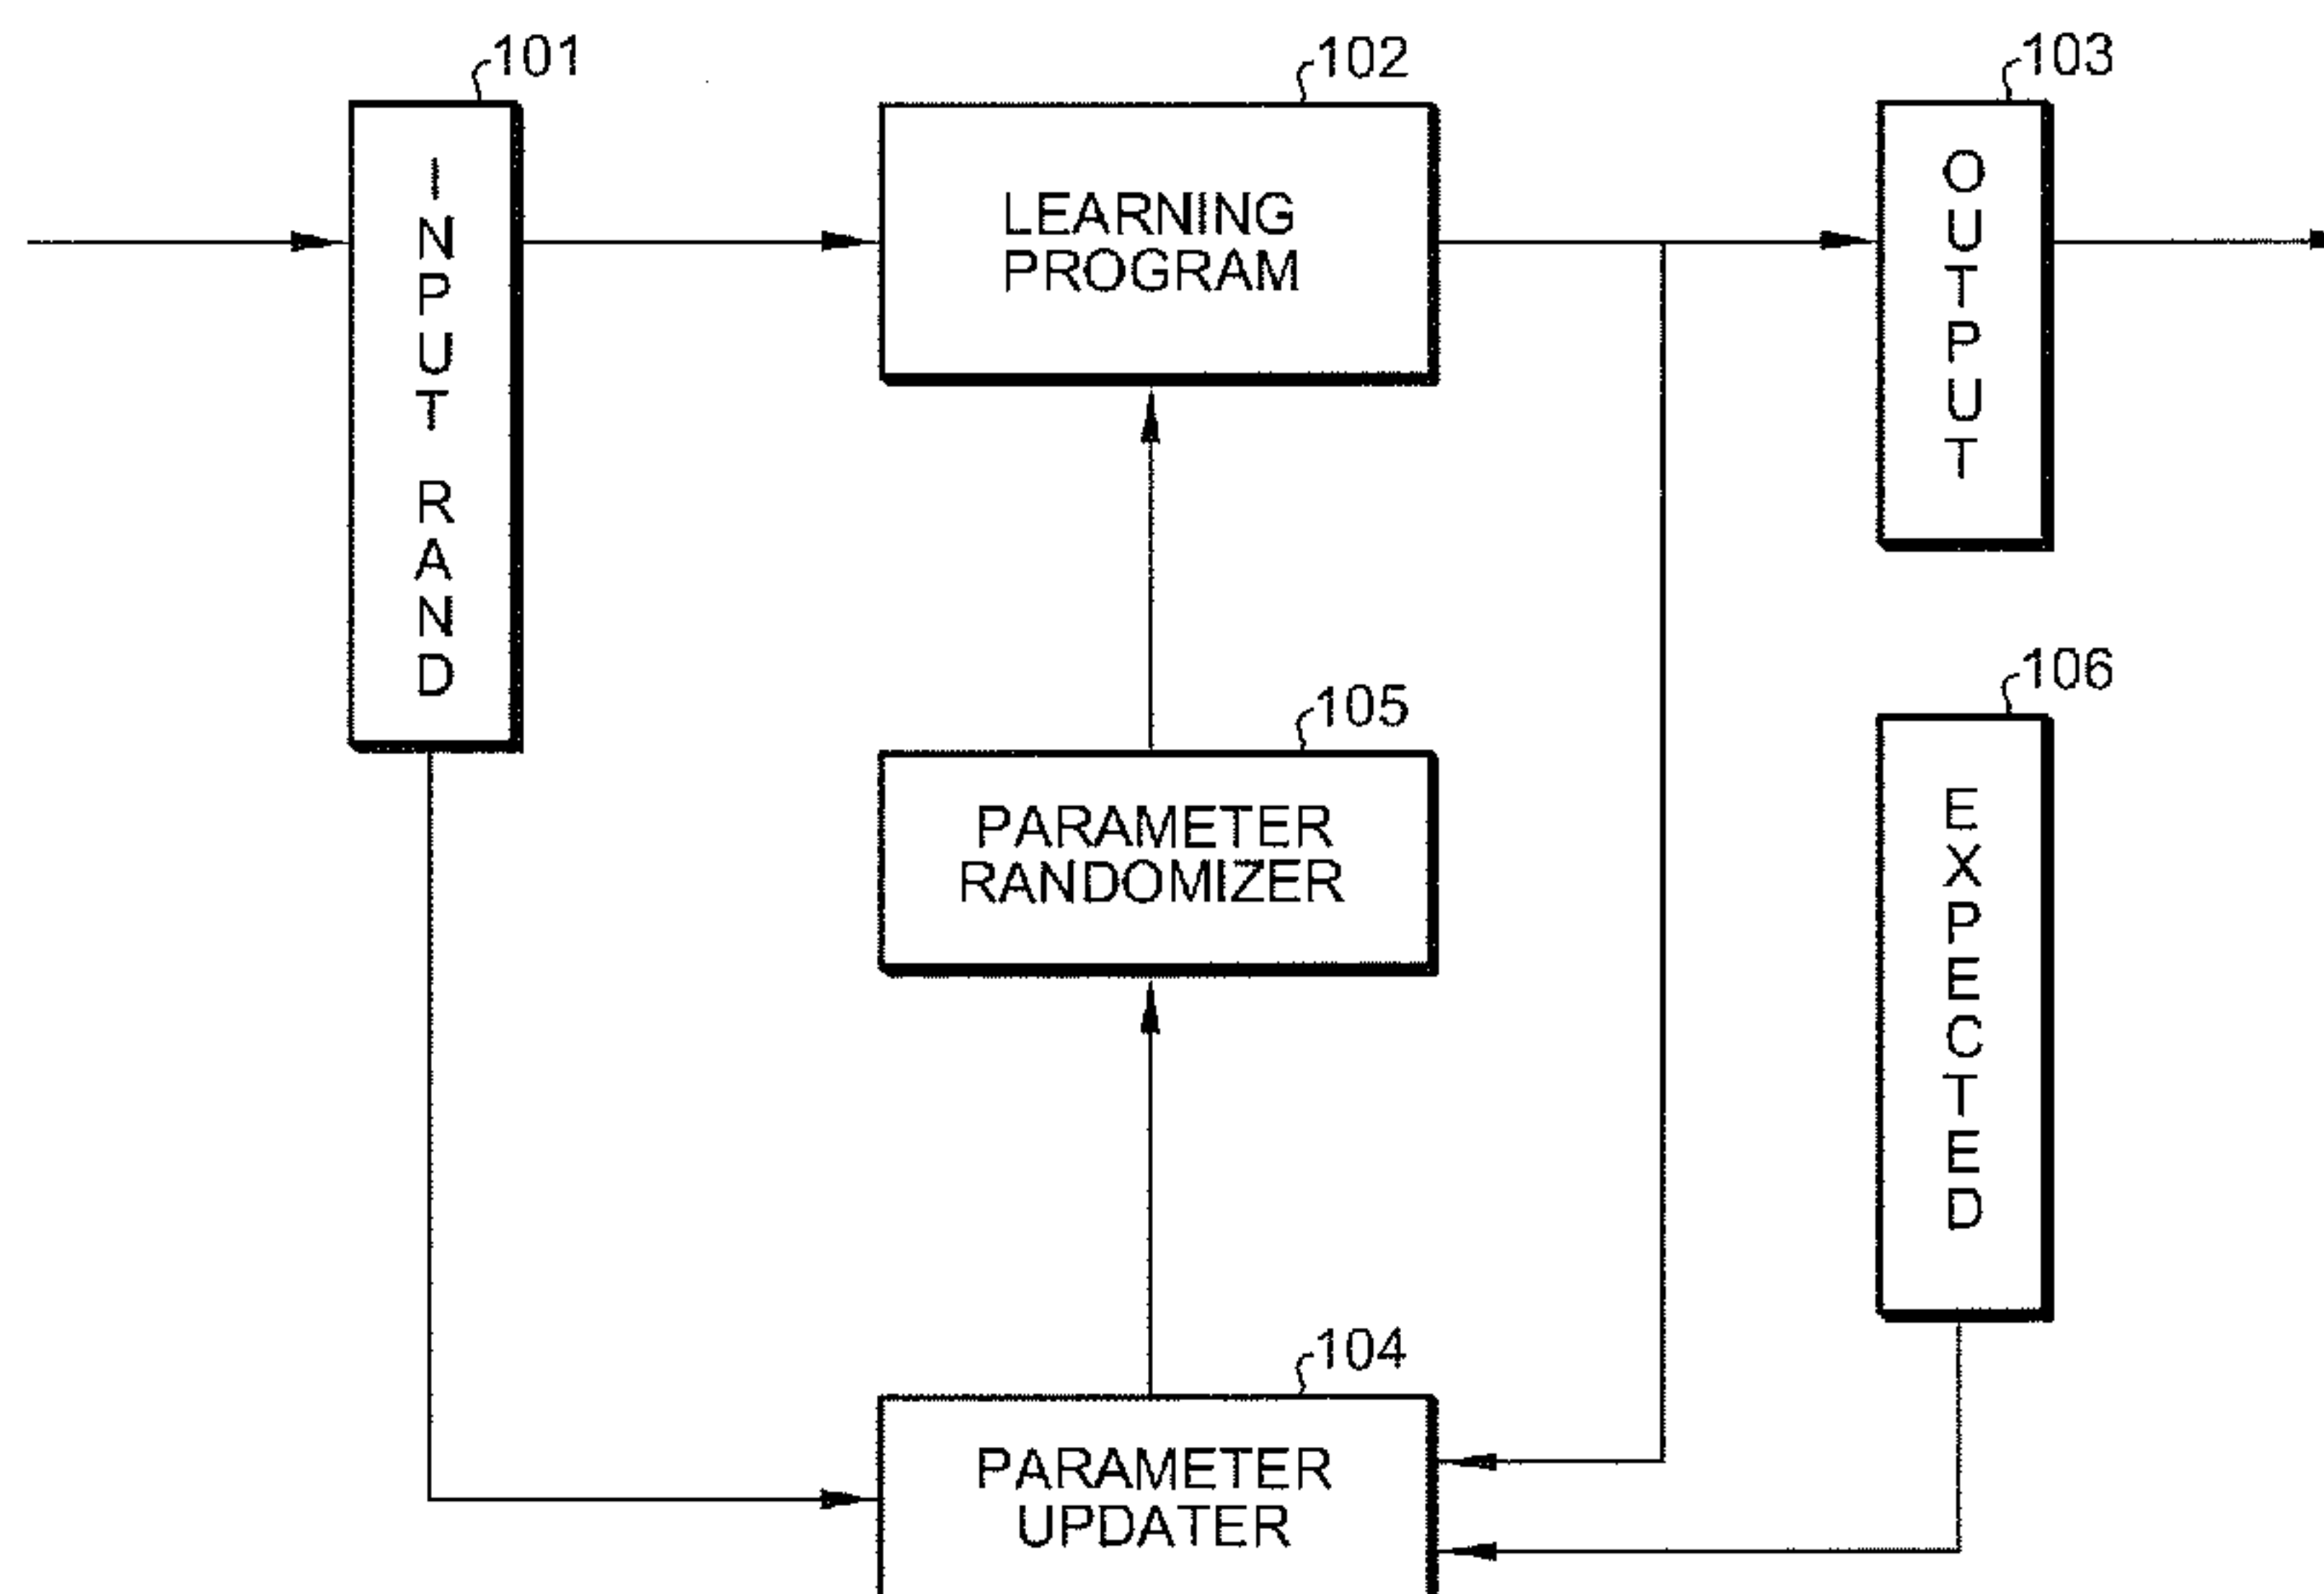 101
102
103
INPUT RAND
LEARNING
PROGRAM
OUTPUT
105
106
PARAMETER
RANDOMIZER
EXPECTED
104
PARAMETER
UPDATER